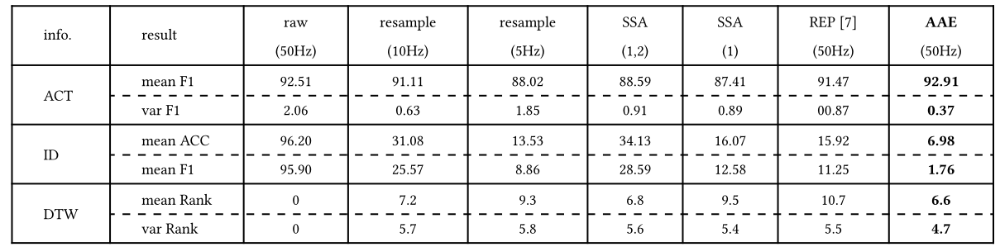 info. result raw (50Hz) resample (10Hz) resample (5Hz) SSA (1,2) SSA (1) REP [7] (50Hz) AAE (50Hz)
ACT mean F1 92.51 91.11 88.02 88.59 87.41 91.47 92.91
var F1 2.06 0.63 1.85 0.91 0.89 00.87 0.37
ID mean ACC 96.20 31.08 13.53 34.13 16.07 15.92 6.98
mean F1 95.90 25.57 8.86 28.59 12.58 11.25 1.76
DTW mean Rank 0 7.2 9.3 6.8 9.5 10.7 6.6
var Rank 0 5.7 5.8 5.6 5.4 5.5 4.7